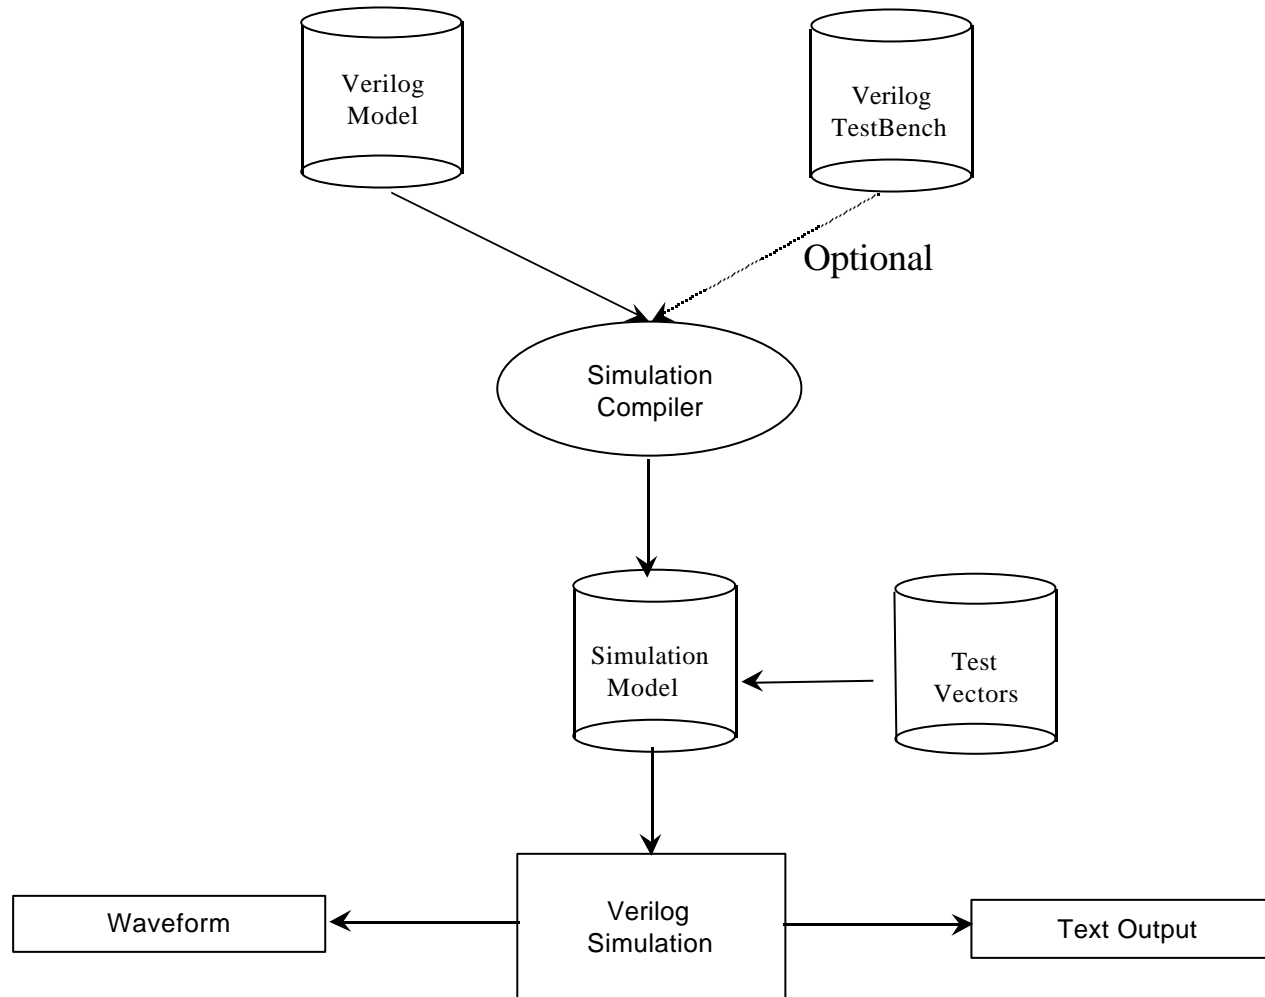 Verilog
Model
Verilog
TestBench
Optional
Simulation
Compiler
Simulation
Model
Test
Vectors
Waveform
Verilog
Simulation
Text Output